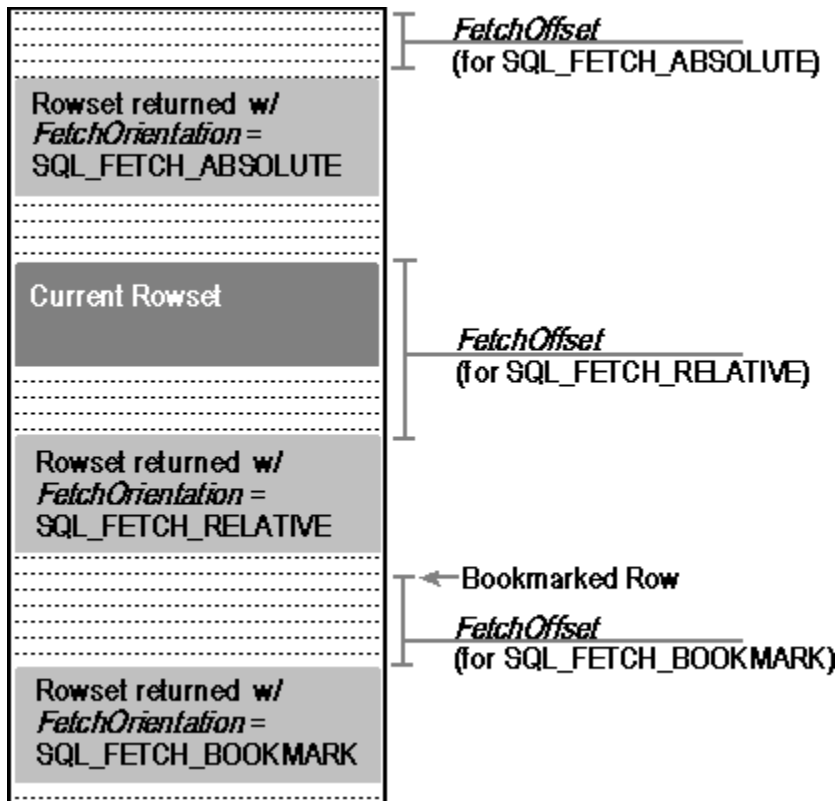 FetchOffset
(for SQL_FETCH_ABSOLUTE)
Rowset returned w/
FetchOrientation =
SQL_FETCH_ABSOLUTE
Current Rowset
FetchOffset
(for SQL_FETCH_RELATIVE)
Rowset returned w/
FetchOrientation =
SQL_FETCH_RELATIVE
Bookmarked Row
FetchOffset
(for SQL_FETCH_BOOKMARK)
Rowset returned w/
FetchOrientation =
SQL_FETCH_BOOKMARK